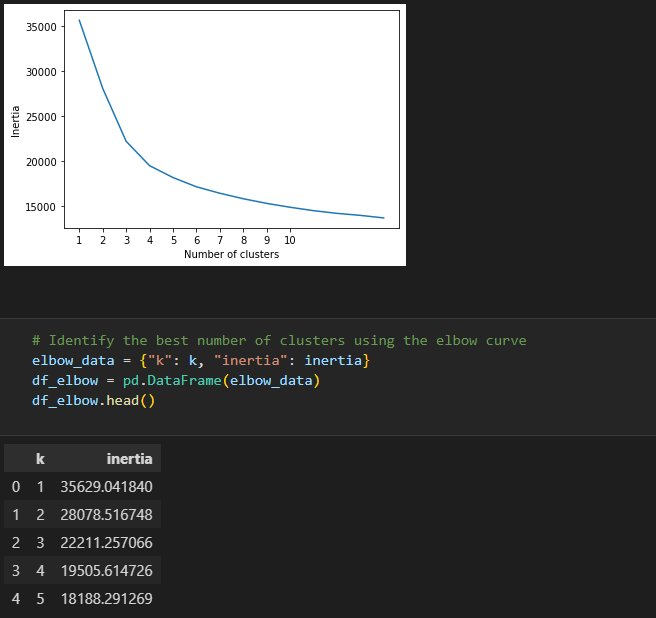 35000
30000
25000
20000
15000
Inertia
1 2 3 4 5 6 7 8 9 10
Number of clusters
# Identify the best number of clusters using the elbow curve
elbow_data = {"k": k, "inertia": inertia}
df_elbow = pd.DataFrame(elbow_data)
df_elbow.head()
k inertia
0 1 35629.041840
1 2 28078.516748
2 3 22211.257066
3 4 19505.614726
4 5 18188.291269